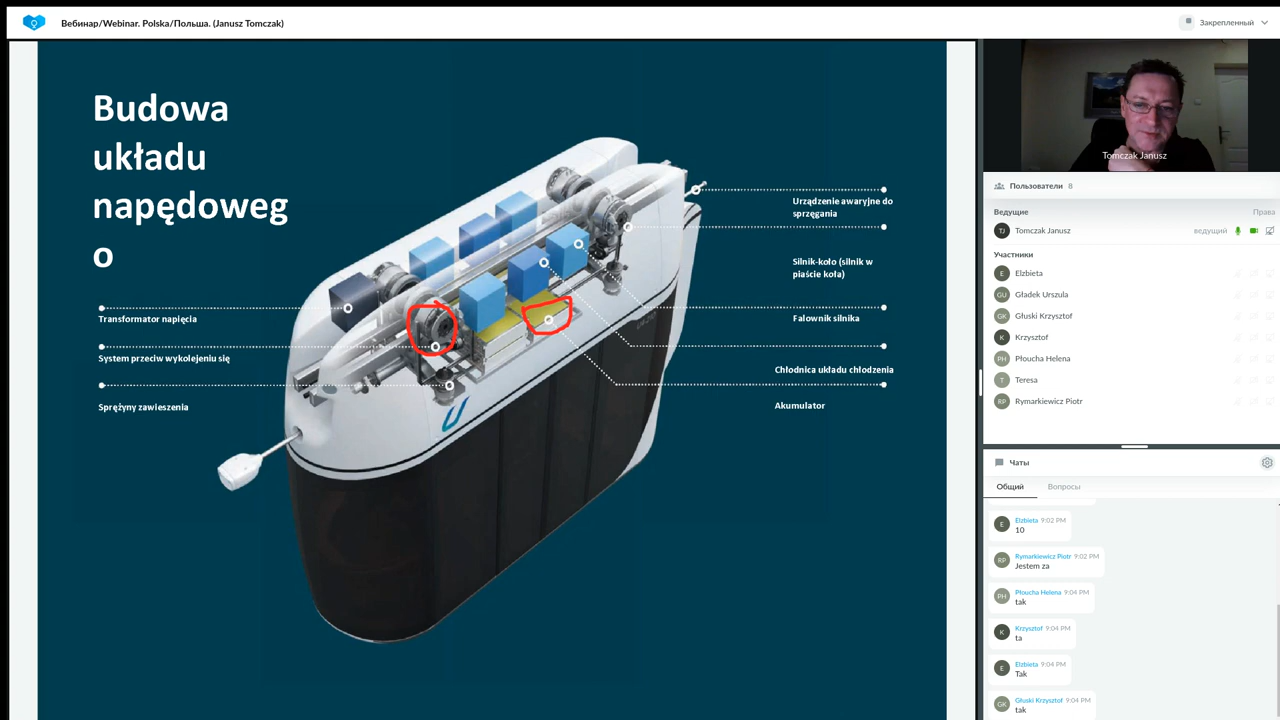 Вебинар/Webinar. Polska/Польша. (Janusz Tomczak)
Закрепленный
Budowa
układu
napędoweg
o
Transformator napięcia
System przeciw wykolejeniu się
Sprężyny zawieszenia
Urządzenie awaryjne do
sprzęgania
Silnik-koło (silnik w
piaście koła)
Falownik silnika
Chłodnica układu chłodzenia
Akumulator
Tomczak Janusz
Пользователи 8
Ведущие Права
TJ Tomczak Janusz ведущий
Участники
E Elzbieta
GU Gładek Urszula
GK Głuski Krzysztof
K Krzysztof
PH Płoucha Helena
T Teresa
RP Rymarkiewicz Piotr
Чаты
Общий Вопросы
E Elzbieta 9:02 PM
10
RP Rymarkiewicz Piotr 9:02 PM
Jestem za
PH Płoucha Helena 9:04 PM
tak
K Krzysztof 9:04 PM
ta
E Elzbieta 9:04 PM
Tak
GK Głuski Krzysztof 9:04 PM
tak